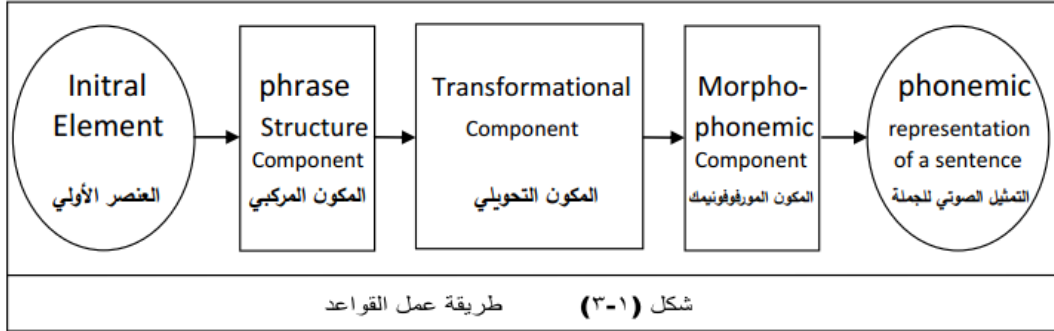 Initral
Element
العنصر الأولي
phrase
Structure
Component
المكون المركبي
Transformational
Component
المكون التحويلي
Morpho-
phonemic
Component
المكون المورفوفونيمك
phonemic
representation
of a sentence
التمثيل الصوتي للجملة
شكل (١-٣) طريقة عمل القواعد